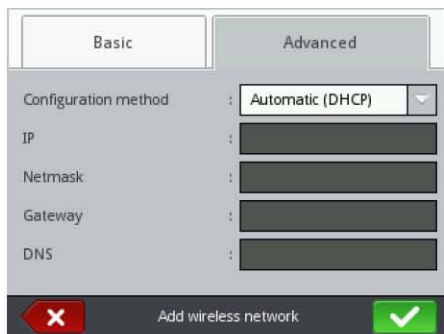 Basic
Advanced
Configuration method : Automatic (DHCP)
IP :
Netmask :
Gateway :
DNS :
Add wireless network